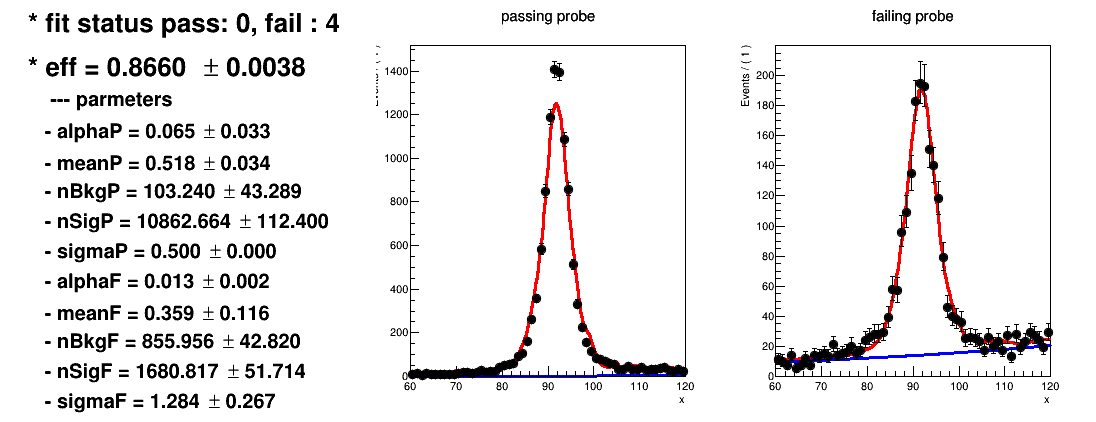 * fit status pass: 0, fail : 4
* eff = 0.8660 ± 0.0038
--- parmeters
- alphaP = 0.065 ± 0.033
- meanP = 0.518 ± 0.034
- nBkgP = 103.240 ± 43.289
- nSigP = 10862.664 ± 112.400
- sigmaP = 0.500 ± 0.000
- alphaF = 0.013 ± 0.002
- meanF = 0.359 ± 0.116
- nBkgF = 855.956 ± 42.820
- nSigF = 1680.817 ± 51.714
- sigmaF = 1.284 ± 0.267
passing probe
1400
1200
1000
800
600
400
200
0
60 70 80 90 100 110 120
x
failing probe
Events / ( 1 )
200
180
160
140
120
100
80
60
40
20
0
60 70 80 90 100 110 120
x